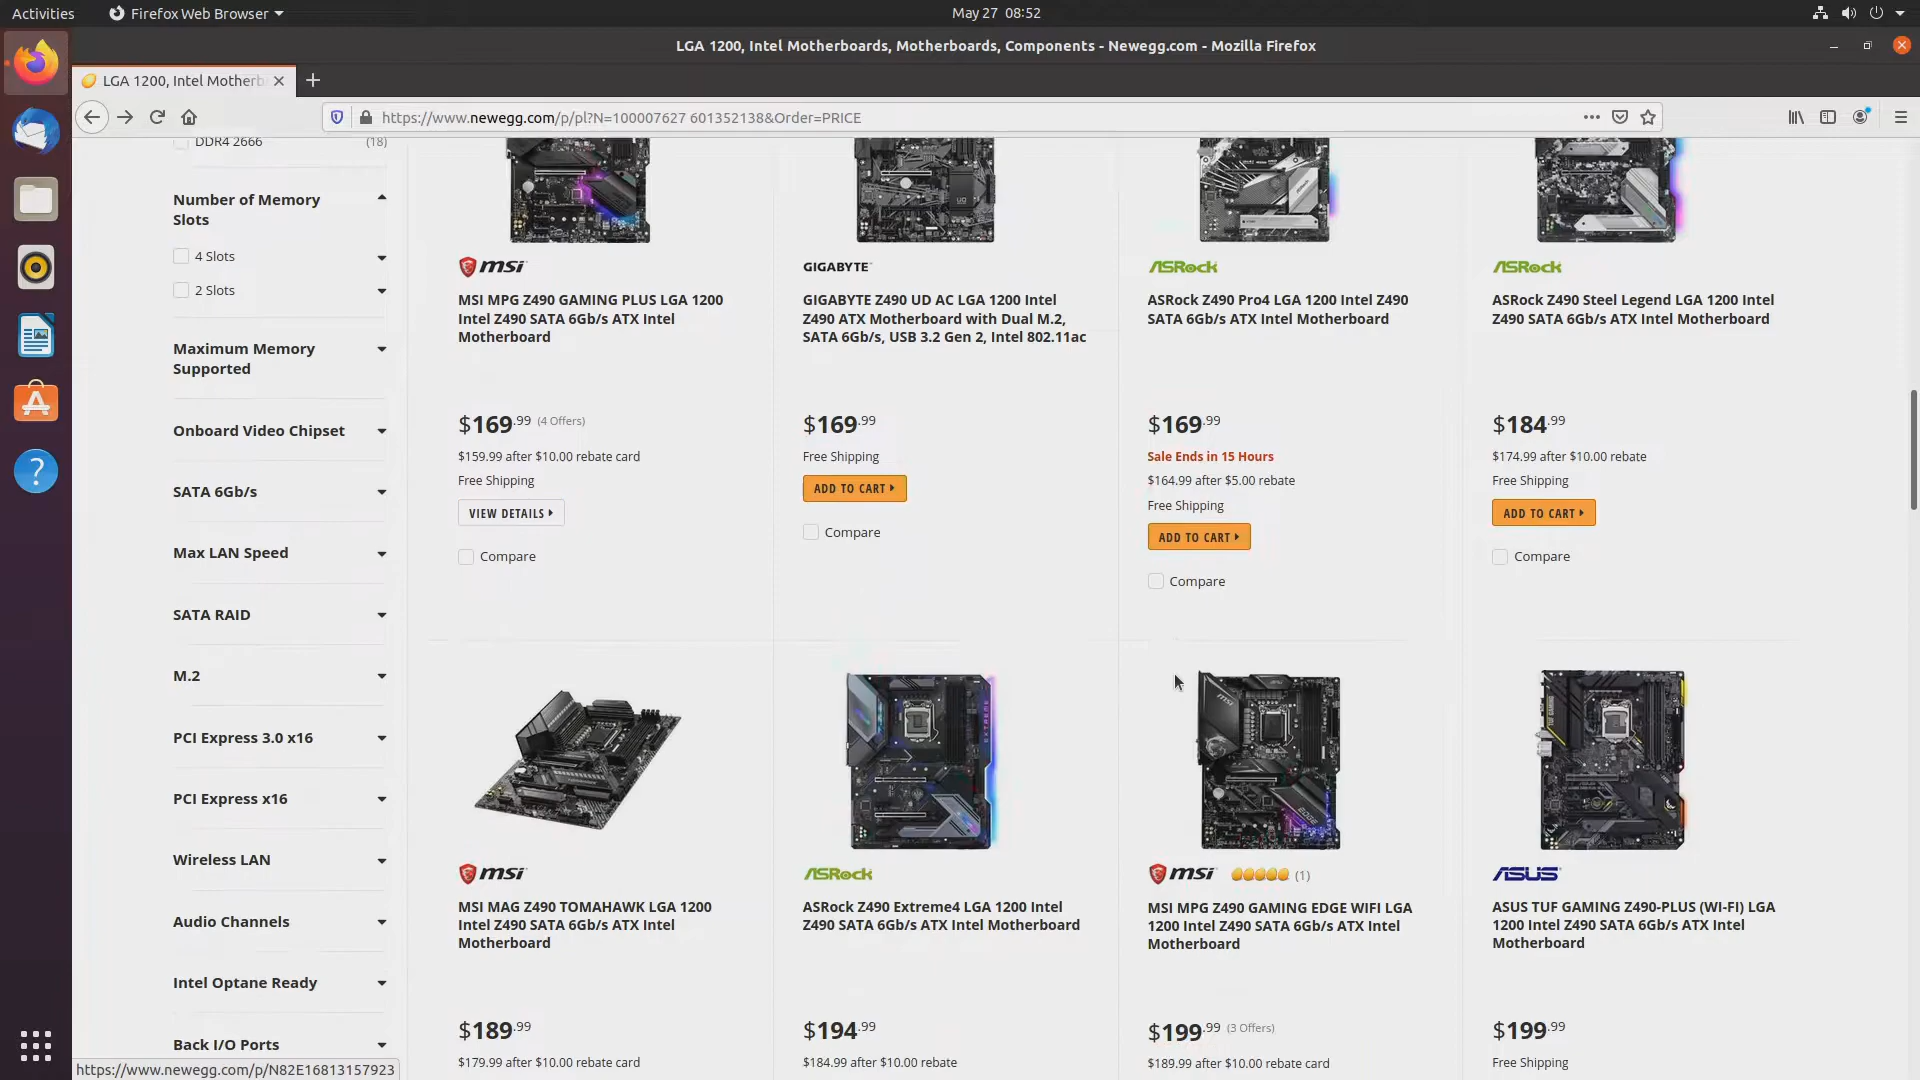 Activities
Firefox Web Browser
May 27 08:52
LGA 1200, Intel Motherboards, Motherboards, Components - Newegg.com - Mozilla Firefox
LGA 1200, Intel Motherb
https://www.newegg.com/p/pl?N=100007627 601352138&Order=PRICE
DDR4 2666 (18)
Number of Memory
Slots
4 Slots
2 Slots
Maximum Memory
Supported
Onboard Video Chipset
SATA 6Gb/s
Max LAN Speed
SATA RAID
M.2
PCI Express 3.0 x16
PCI Express x16
Wireless LAN
Audio Channels
Intel Optane Ready
Back I/O Ports
msi
MSI MPG Z490 GAMING PLUS LGA 1200
Intel Z490 SATA 6Gb/s ATX Intel
Motherboard
$169.99 (4 Offers)
$159.99 after $10.00 rebate card
Free Shipping
VIEW DETAILS
Compare
GIGABYTE
GIGABYTE Z490 UD AC LGA 1200 Intel
Z490 ATX Motherboard with Dual M.2,
SATA 6Gb/s, USB 3.2 Gen 2, Intel 802.11ac
$169.99
Free Shipping
ADD TO CART
Compare
ASRock
ASRock Z490 Pro4 LGA 1200 Intel Z490
SATA 6Gb/s ATX Intel Motherboard
$169.99
Sale Ends in 15 Hours
$164.99 after $5.00 rebate
Free Shipping
ADD TO CART
Compare
ASRock
ASRock Z490 Steel Legend LGA 1200 Intel
Z490 SATA 6Gb/s ATX Intel Motherboard
$184.99
$174.99 after $10.00 rebate
Free Shipping
ADD TO CART
Compare
msi
MSI MAG Z490 TOMAHAWK LGA 1200
Intel Z490 SATA 6Gb/s ATX Intel
Motherboard
$189.99
$179.99 after $10.00 rebate card
EXTREME
ASRock
ASRock Z490 Extreme4 LGA 1200 Intel
Z490 SATA 6Gb/s ATX Intel Motherboard
$194.99
$184.99 after $10.00 rebate
EDGE
msi (1)
MSI MPG Z490 GAMING EDGE WIFI LGA
1200 Intel Z490 SATA 6Gb/s ATX Intel
Motherboard
$199.99 (3 Offers)
$189.99 after $10.00 rebate card
ASUS
ASUS TUF GAMING Z490-PLUS (WI-FI) LGA
1200 Intel Z490 SATA 6Gb/s ATX Intel
Motherboard
$199.99
Free Shipping
https://www.newegg.com/p/N82E16813157923